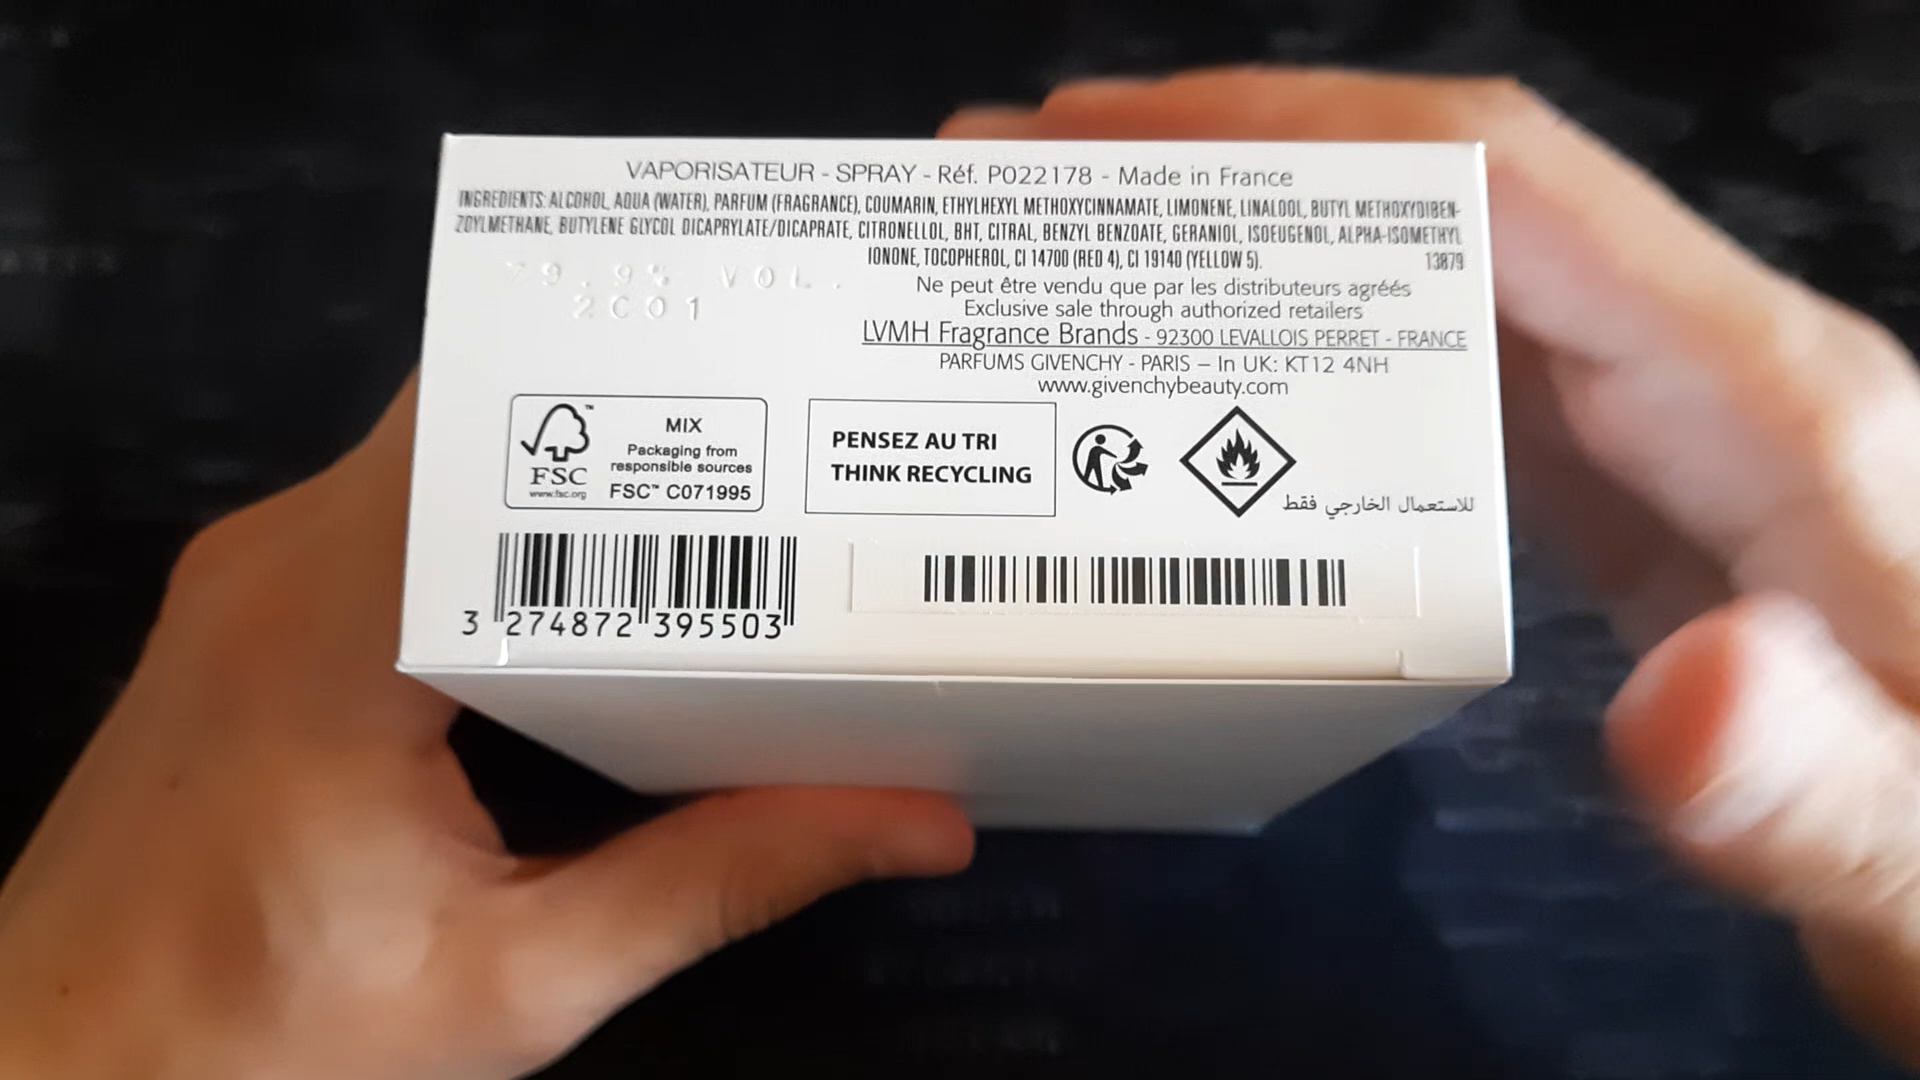 VAPORISATEUR - SPRAY - Réf. P022178 - Made in France
INGREDIENTS: ALCOHOL, AQUA (WATER), PARFUM (FRAGRANCE), COUMARIN, ETHYLHEXYL METHOXYCINNAMATE, LIMONENE, LINALOOL, BUTYL METHOXYDIBEN-
ZOYLMETHANE, BUTYLENE GLYCOL DICAPRYLATE/DICAPRATE, CITRONELLOL, BHT, CITRAL, BENZYL BENZOATE, GERANIOL, ISOEUGENOL, ALPHA-ISOMETHYL
IONONE, TOCOPHEROL, CI 14700 (RED 4), CI 19140 (YELLOW 5).
13879
79.9% VOL.
2C01
Ne peut être vendu que par les distributeurs agréés
Exclusive sale through authorized retailers
LVMH Fragrance Brands - 92300 LEVALLOIS PERRET - FRANCE
PARFUMS GIVENCHY - PARIS – In UK: KT12 4NH
www.givenchybeauty.com
FSC
www.fsc.org
MIX
Packaging from
responsible sources
FSC™ C071995
PENSEZ AU TRI
THINK RECYCLING
للاستعمال الخارجي فقط
3 274872 395503